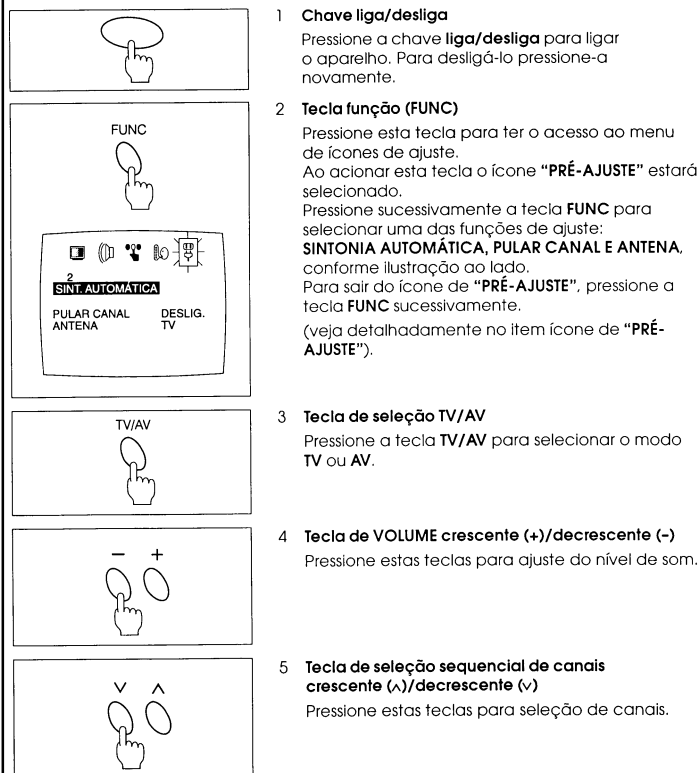 1 Chave liga/desliga
Pressione a chave liga/desliga para ligar
o aparelho. Para desligá-lo pressione-a
novamente.
FUNC
2
SINT. AUTOMÁTICA
PULAR CANAL DESLIG.
ANTENA TV
2 Tecla função (FUNC)
Pressione esta tecla para ter o acesso ao menu
de ícones de ajuste.
Ao acionar esta tecla o ícone “PRÉ-AJUSTE” estará
selecionado.
Pressione sucessivamente a tecla FUNC para
selecionar uma das funções de ajuste:
SINTONIA AUTOMÁTICA, PULAR CANAL E ANTENA,
conforme ilustração ao lado.
Para sair do ícone de “PRÉ-AJUSTE”, pressione a
tecla FUNC sucessivamente.
(veja detalhadamente no item ícone de “PRÉ-
AJUSTE”).
TV/AV
3 Tecla de seleção TV/AV
Pressione a tecla TV/AV para selecionar o modo
TV ou AV.
− +
4 Tecla de VOLUME crescente (+)/decrescente (–)
Pressione estas teclas para ajuste do nível de som.
∨ ∧
5 Tecla de seleção sequencial de canais
crescente (∧)/decrescente (∨)
Pressione estas teclas para seleção de canais.